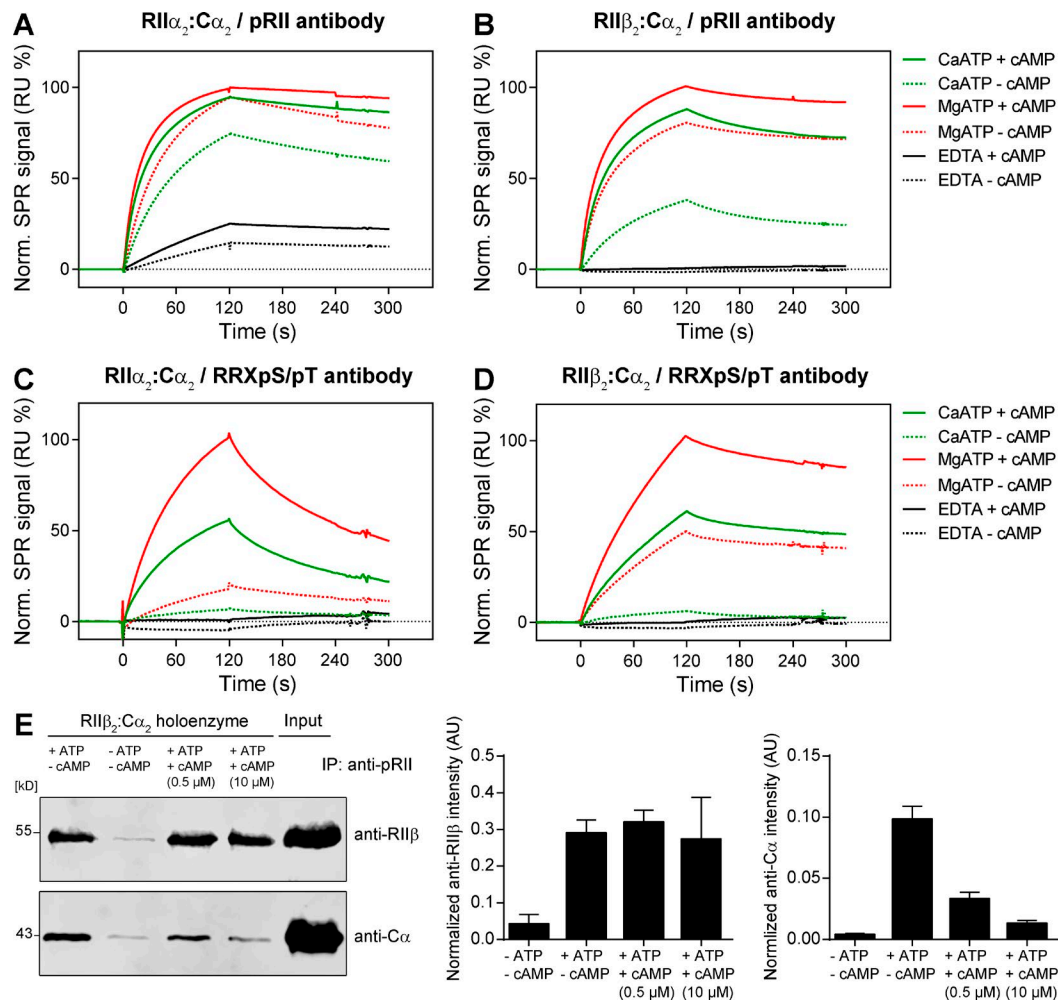 A
RIIα2:Cα2 / pRII antibody
Norm. SPR signal (RU %)
100
50
0
0 60 120 180 240 300
Time (s)
B
RIIβ2:Cα2 / pRII antibody
Norm. SPR signal (RU %)
100
50
0
0 60 120 180 240 300
Time (s)
CaATP + cAMP
CaATP - cAMP
MgATP + cAMP
MgATP - cAMP
EDTA + cAMP
EDTA - cAMP
C
RIIα2:Cα2 / RRXpS/pT antibody
Norm. SPR signal (RU %)
100
50
0
0 60 120 180 240 300
Time (s)
D
RIIβ2:Cα2 / RRXpS/pT antibody
Norm. SPR signal (RU %)
100
50
0
0 60 120 180 240 300
Time (s)
CaATP + cAMP
CaATP - cAMP
MgATP + cAMP
MgATP - cAMP
EDTA + cAMP
EDTA - cAMP
E
RIIβ2:Cα2 holoenzyme Input
+ ATP - ATP + ATP + ATP
- cAMP - cAMP + cAMP + cAMP
(0.5 µM) (10 µM)
IP: anti-pRII
[kD]
55
anti-RIIβ
43
anti-Cα
Normalized anti-RIIβ intensity (AU)
0.5
0.4
0.3
0.2
0.1
0.0
- ATP + ATP + ATP + ATP
- cAMP - cAMP + cAMP + cAMP
(0.5 µM) (10 µM)
Normlized anti-Cα intensity (AU)
0.15
0.10
0.05
0.00
- ATP + ATP + ATP + ATP
- cAMP - cAMP + cAMP + cAMP
(0.5 µM) (10 µM)